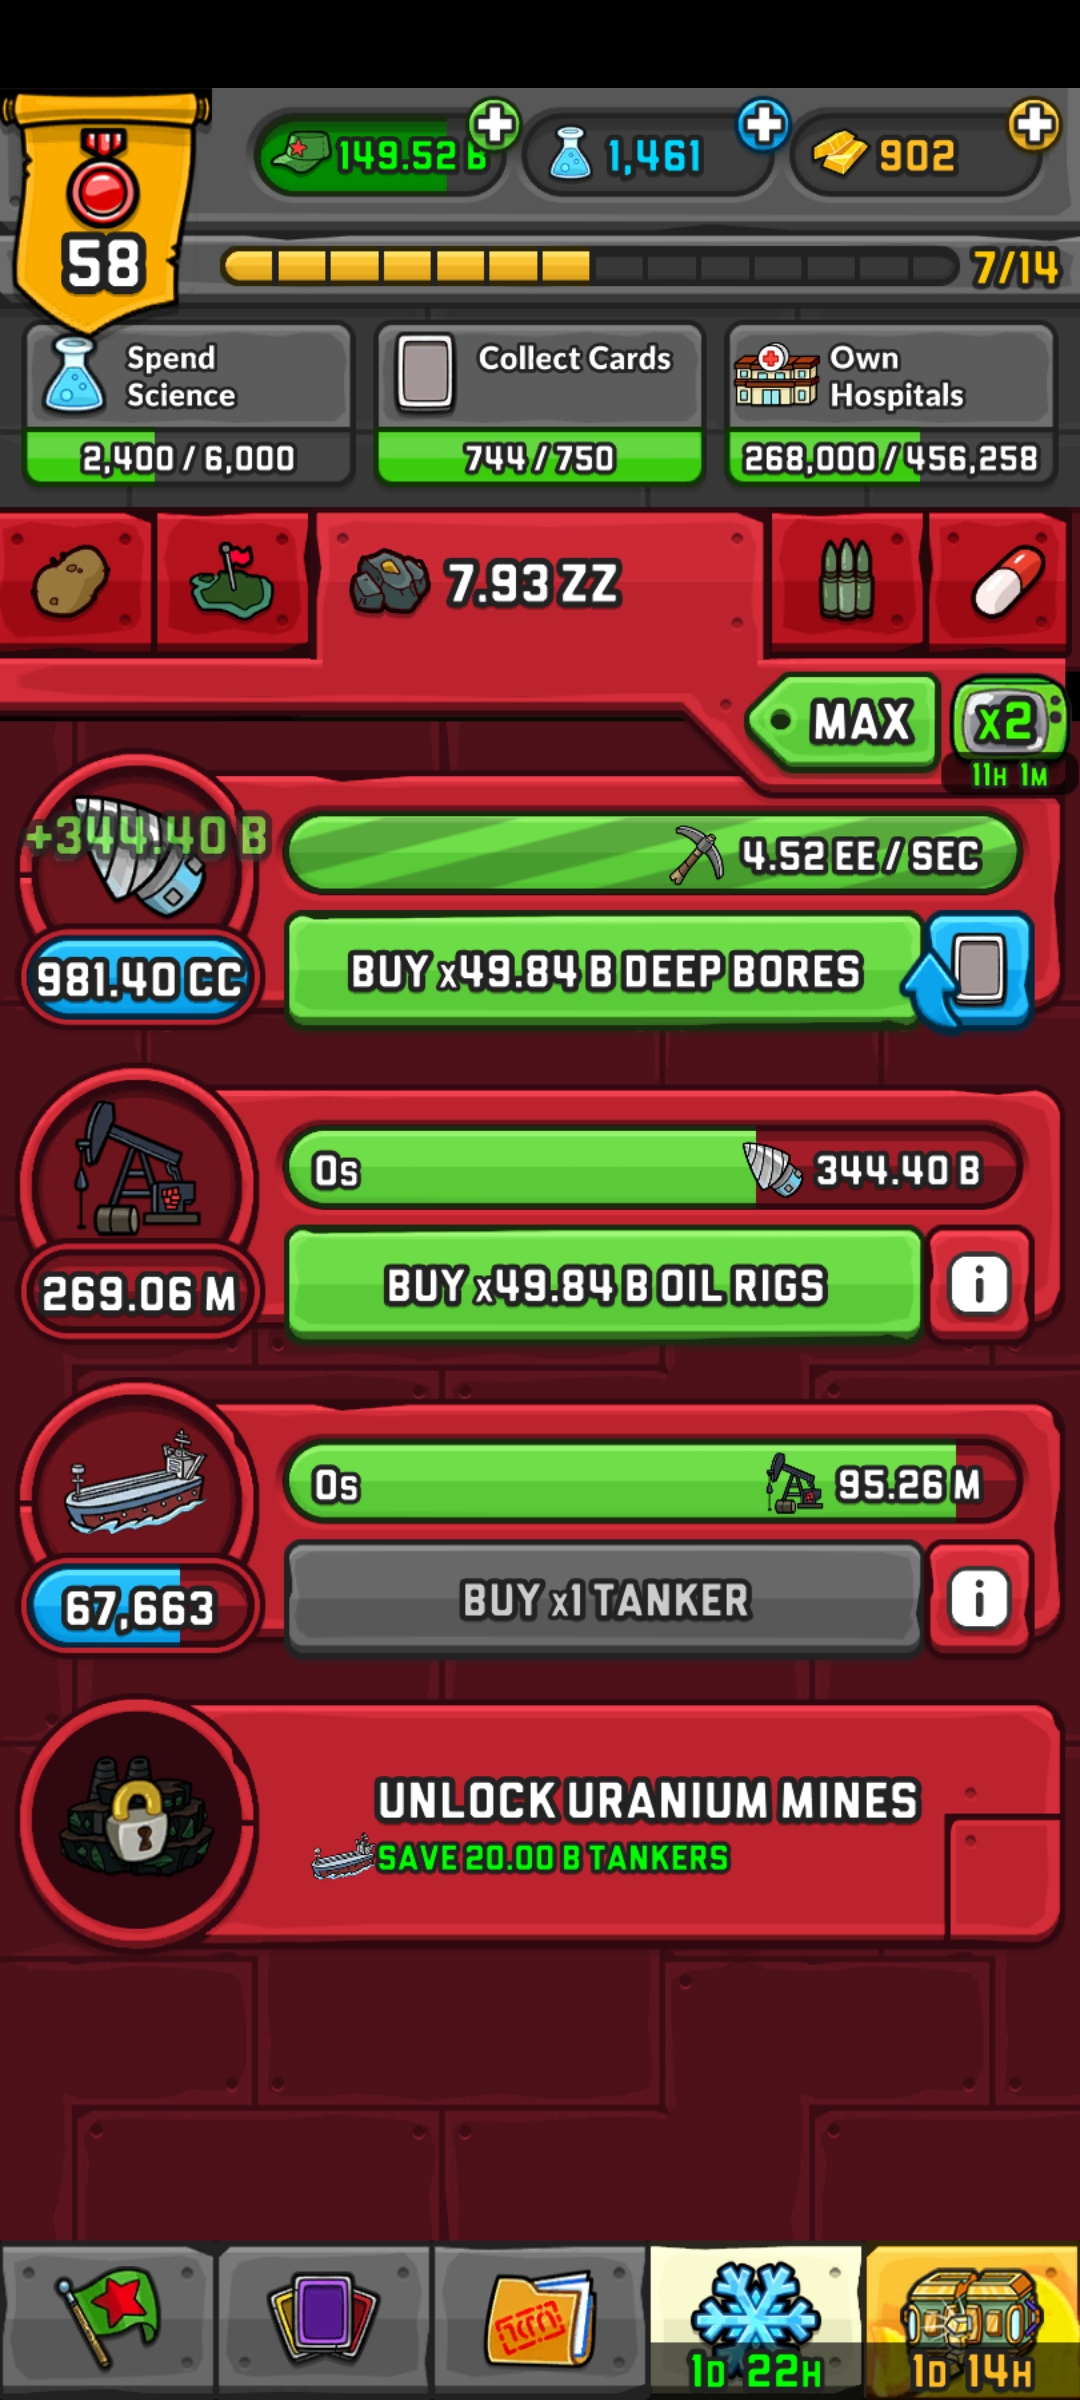 58
149.52 B
1,461
902
7/14
Spend
Science
2,400 / 6,000
Collect Cards
744 / 750
Own
Hospitals
268,000 / 456,258
7.93 ZZ
MAX
x2
11H 1M
+344.40 B
4.52 EE / SEC
981.40 CC
BUY x49.84 B DEEP BORES
0s
344.40 B
269.06 M
BUY x49.84 B OIL RIGS
i
0s
95.26 M
67,663
BUY x1 TANKER
i
UNLOCK URANIUM MINES
SAVE 20.00 B TANKERS
1D 22H
1D 14H